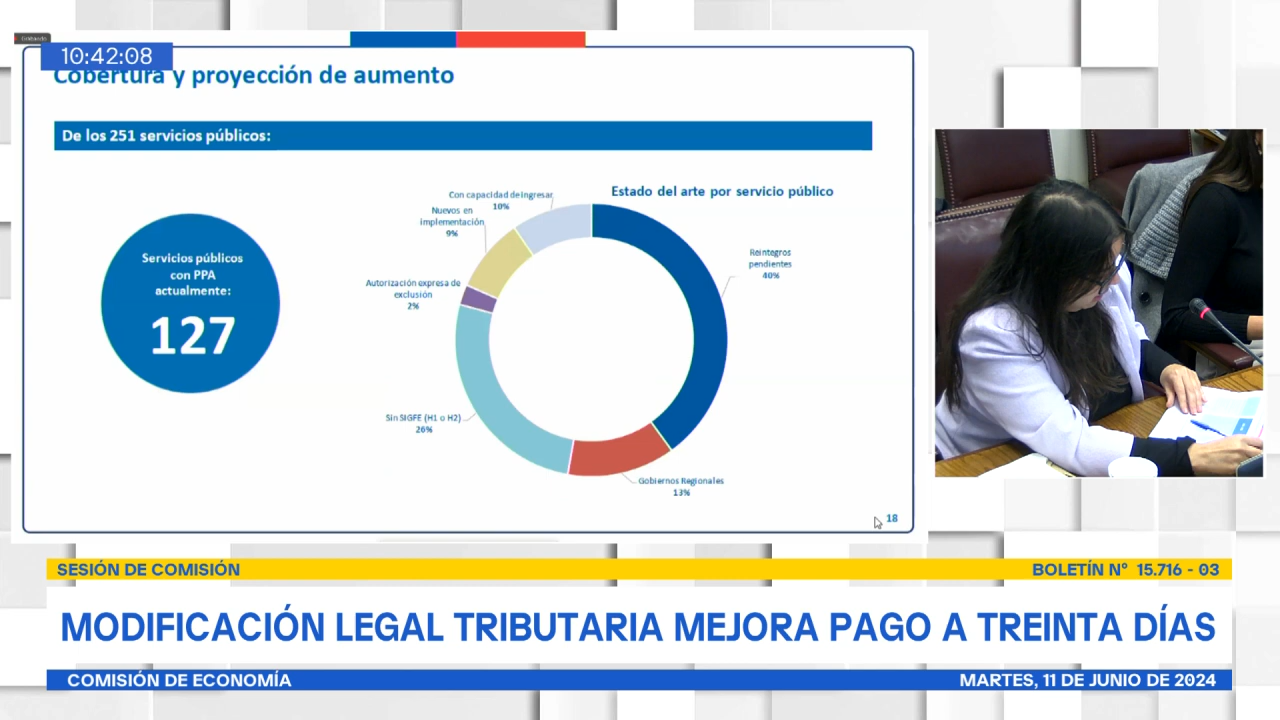 10:42:08
Cobertura y proyección de aumento
De los 251 servicios públicos:
Servicios públicos
con PPA
actualmente:
127
Estado del arte por servicio público
Con capacidad de ingresar
10%
Nuevos en
implementación
9%
Autorización expresa de
exclusión
2%
Sin SIGFE (H1 o H2)
26%
Reintegros
pendientes
40%
Gobiernos Regionales
13%
18
SESIÓN DE COMISIÓN
BOLETÍN N° 15.716 - 03
MODIFICACIÓN LEGAL TRIBUTARIA MEJORA PAGO A TREINTA DÍAS
COMISIÓN DE ECONOMÍA
MARTES, 11 DE JUNIO DE 2024